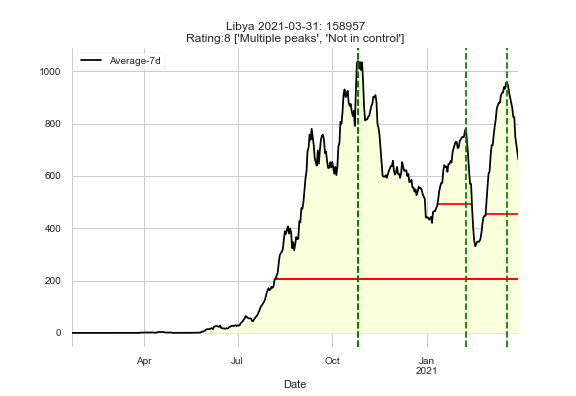 Libya 2021-03-31: 158957
Rating:8 ['Multiple peaks', 'Not in control']
Average-7d
1000
800
600
400
200
0
Apr
Jul
Oct
Jan
2021
Date